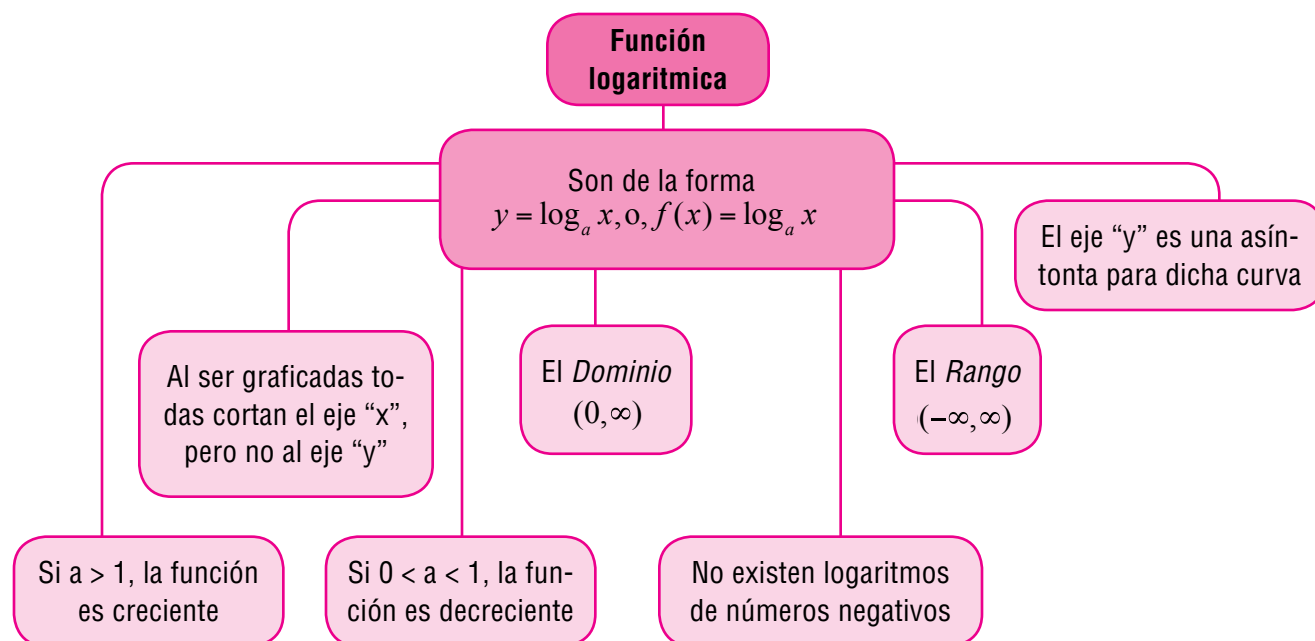 Función
logaritmica
Son de la forma
y = logₐ x, o, f(x) = logₐ x
El eje “y” es una asín-
tonta para dicha curva
Al ser graficadas to-
das cortan el eje “x”,
pero no al eje “y”
El Dominio
(0,∞)
El Rango
(−∞,∞)
Si a > 1, la función
es creciente
Si 0 < a < 1, la fun-
ción es decreciente
No existen logaritmos
de números negativos